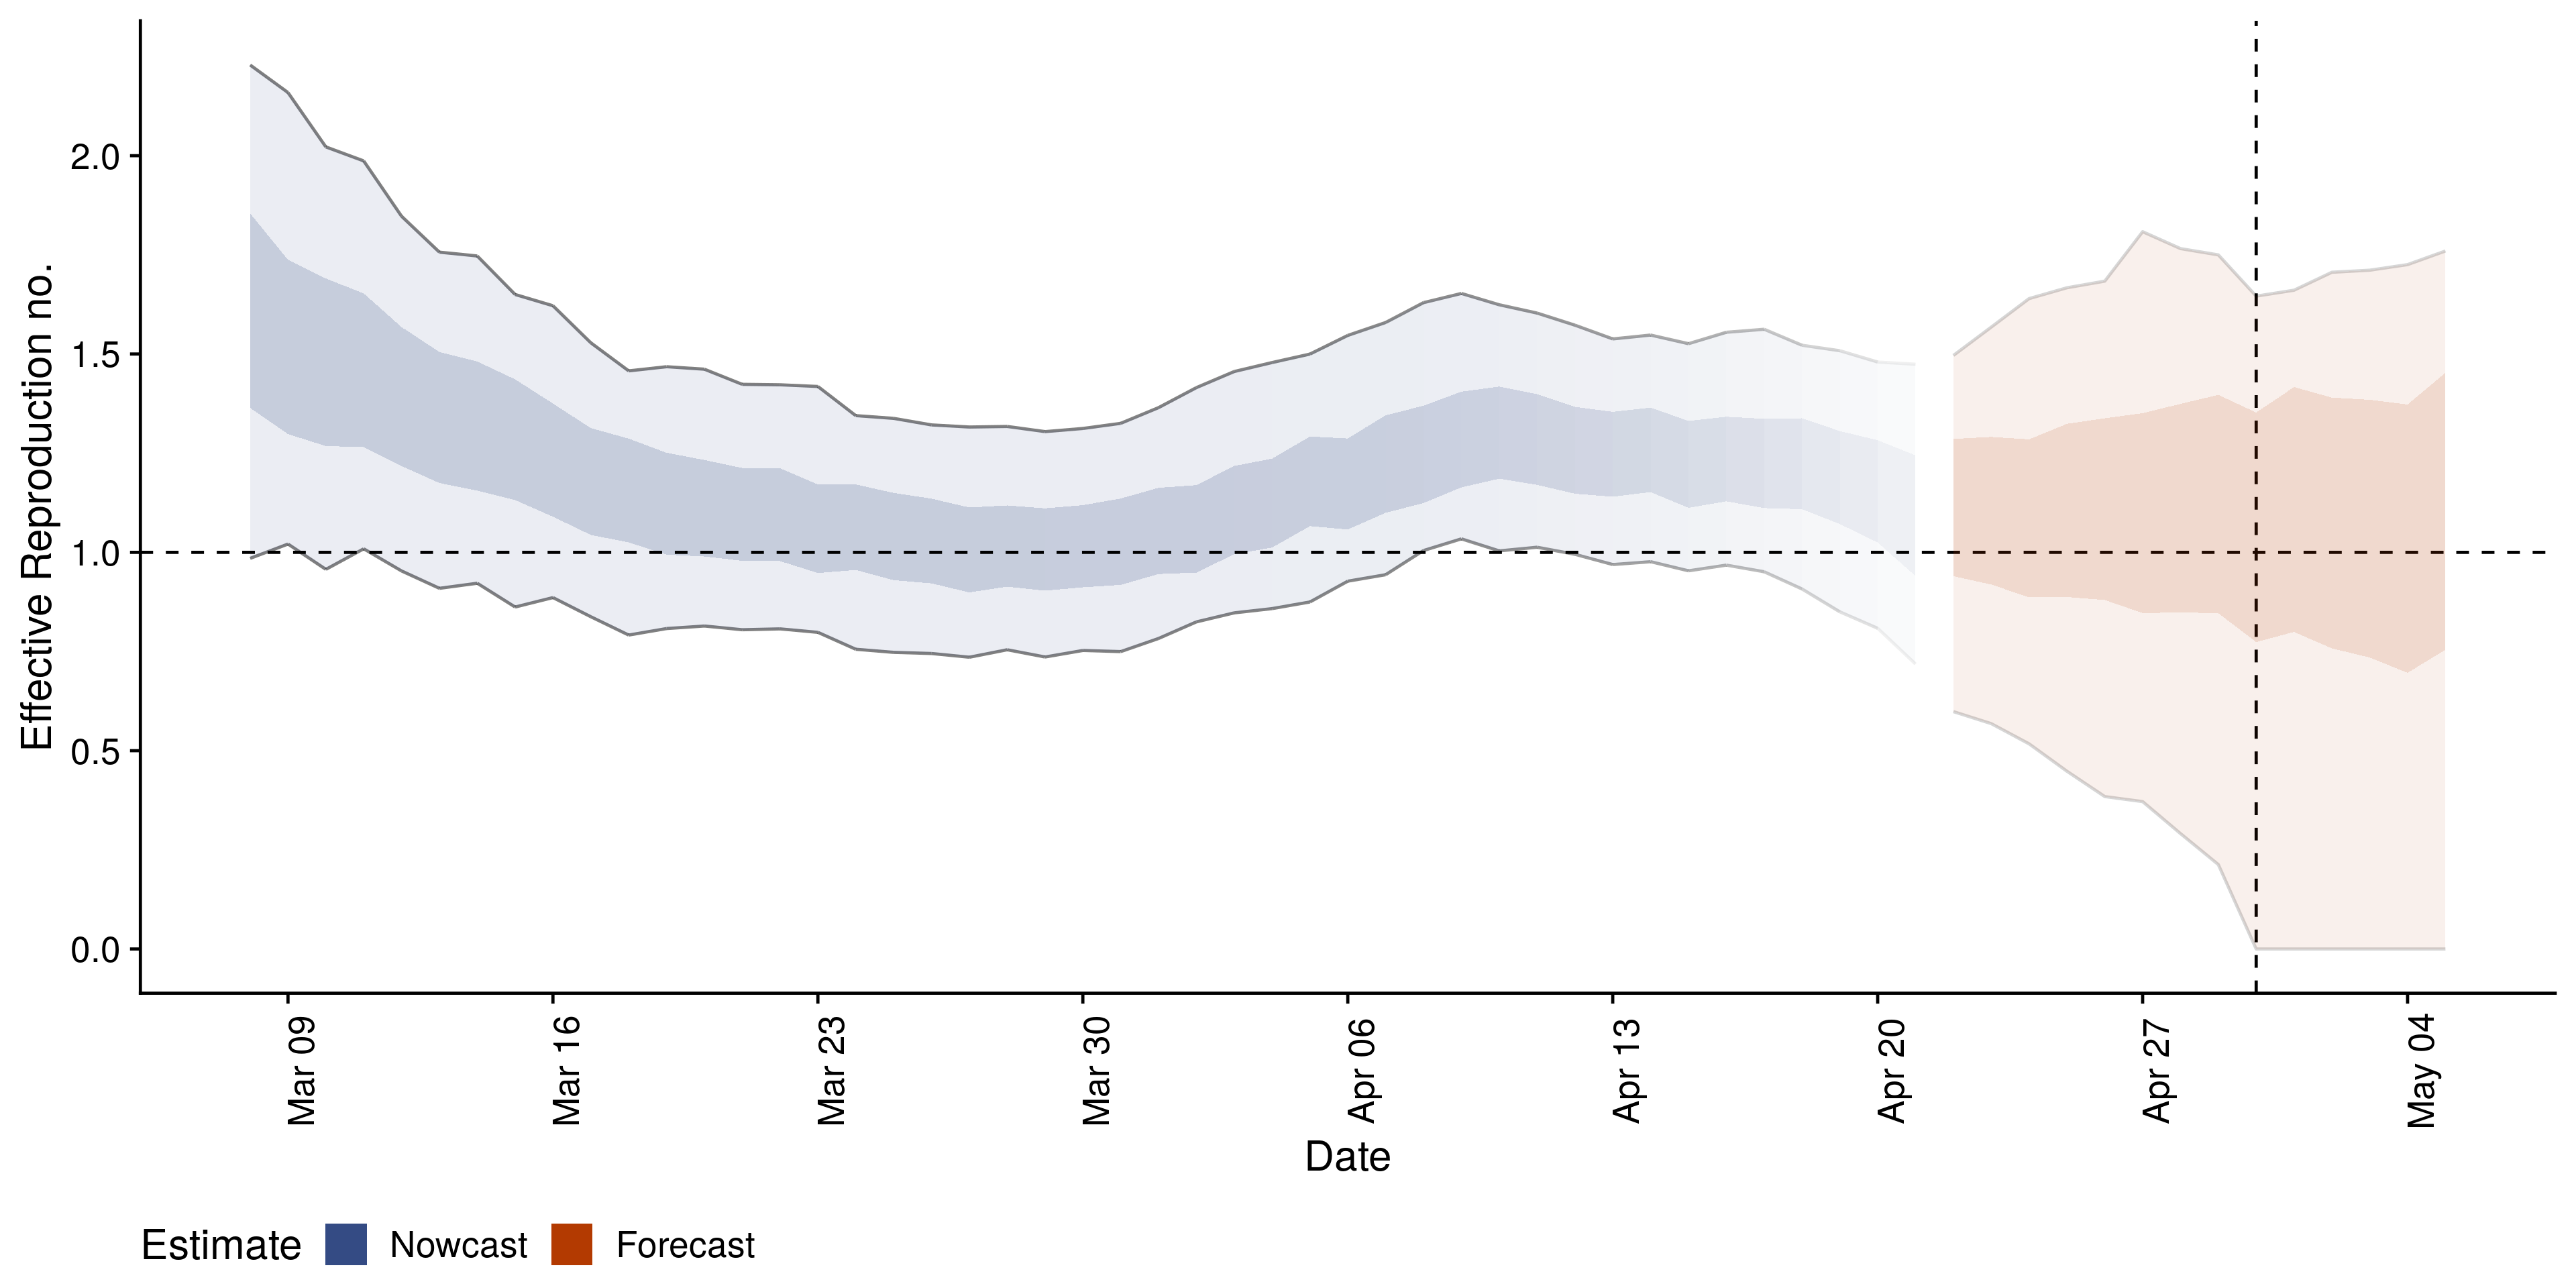 Effective Reproduction no.
2.0
1.5
1.0
0.5
0.0
Mar 09
Mar 16
Mar 23
Mar 30
Apr 06
Apr 13
Apr 20
Apr 27
May 04
Date
Estimate Nowcast Forecast